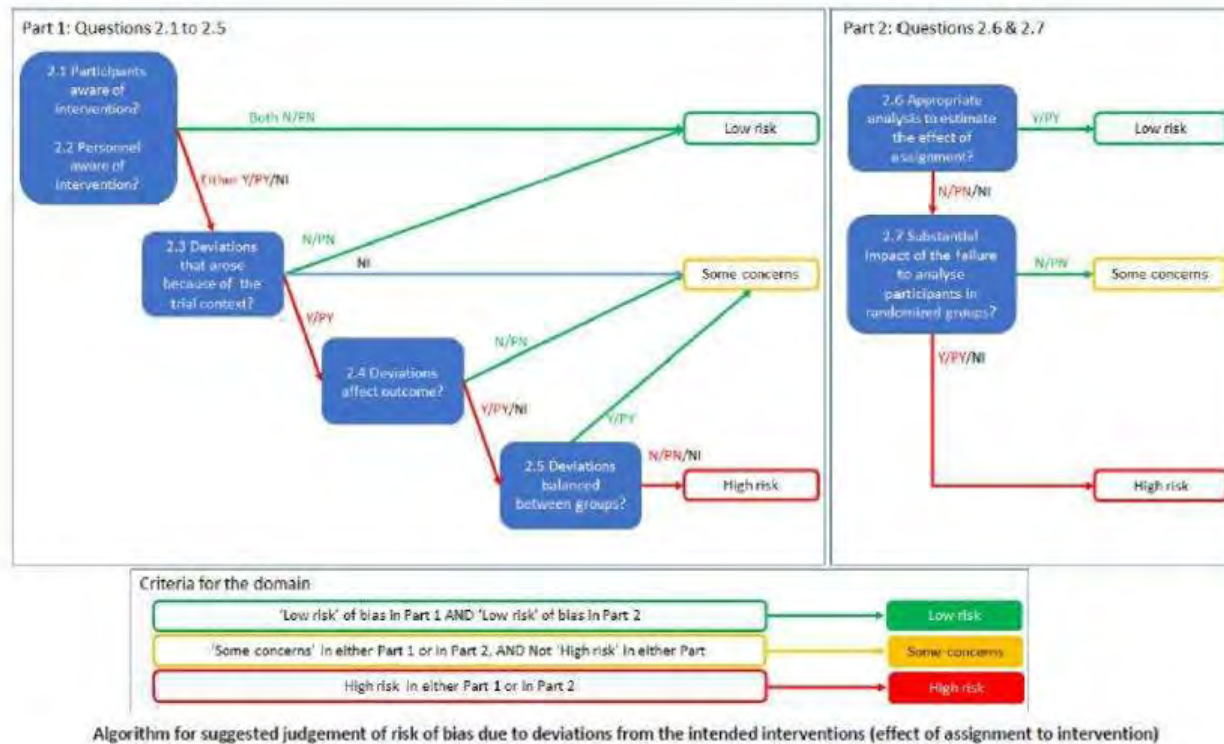 Part 1: Questions 2.1 to 2.5
2.1 Participants
aware of
intervention?
2.2 Personnel
aware of
intervention?
Both N/PN
Low risk
Either Y/PY/NI
2.3 Deviations
that arose
because of the
trial context?
N/PN
NI
Some concerns
Y/PY
2.4 Deviations
affect outcome?
N/PN
Y/PY/NI
Y/PY
2.5 Deviations
balanced
between groups?
N/PN/NI
High risk
Part 2: Questions 2.6 & 2.7
2.6 Appropriate
analysis to estimate
the effect of
assignment?
Y/PY
Low risk
N/PN/NI
2.7 Substantial
impact of the failure
to analyse
participants in
randomized groups?
N/PN
Some concerns
Y/PY/NI
High risk
Criteria for the domain
'Low risk' of bias in Part 1 AND 'Low risk' of bias in Part 2
Low risk
'Some concerns' in either Part 1 or in Part 2, AND Not 'High risk' in either Part
Some concerns
High risk in either Part 1 or in Part 2
High risk
Algorithm for suggested judgement of risk of bias due to deviations from the intended interventions (effect of assignment to intervention)